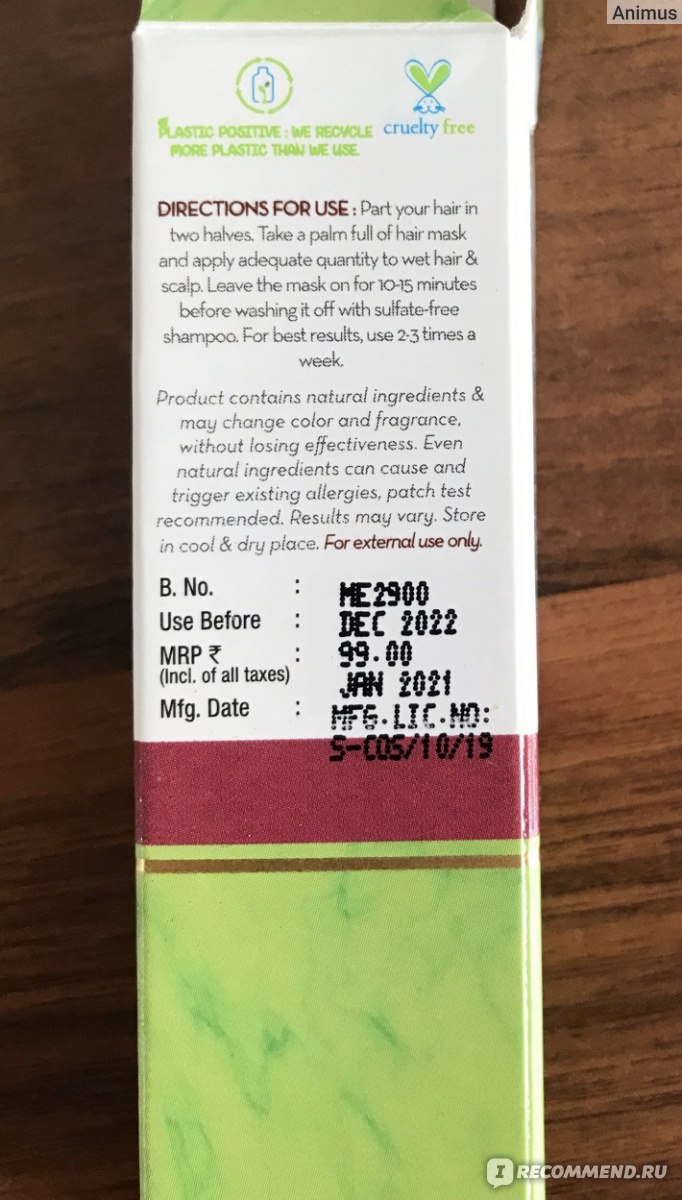 Animus
PLASTIC POSITIVE : WE RECYCLE
MORE PLASTIC THAN WE USE.
cruelty free
DIRECTIONS FOR USE : Part your hair in
two halves. Take a palm full of hair mask
and apply adequate quantity to wet hair &
scalp. Leave the mask on for 10-15 minutes
before washing it off with sulfate-free
shampoo. For best results, use 2-3 times a
week.
Product contains natural ingredients &
may change color and fragrance,
without losing effectiveness. Even
natural ingredients can cause and
trigger existing allergies, patch test
recommended. Results may vary. Store
in cool & dry place. For external use only.
B. No. : ME2900
Use Before : DEC 2022
MRP ₹ : 99.00
(Incl. of all taxes)
JAN 2021
Mfg. Date :
MFG.LIC.NO:
S-COS/10/19
I RECOMMEND.RU